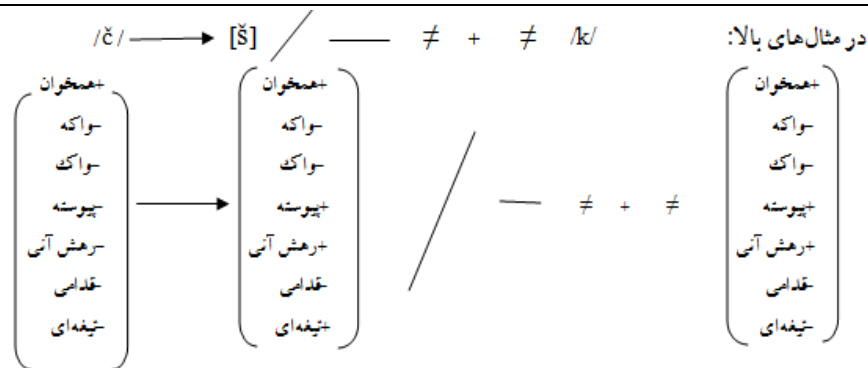 در مثال‌های بالا:
/č/ → [š] / — ≠ + ≠ /k/
+همخوان
-واکه
-واک
-پیوسته
-رهش آنی
-قدامی
-تیغه‌ای
→
+همخوان
-واکه
-واک
+پیوسته
+رهش آنی
-قدامی
+تیغه‌ای
/ — ≠ + ≠
+همخوان
-واکه
-واک
+پیوسته
+رهش آنی
-قدامی
-تیغه‌ای